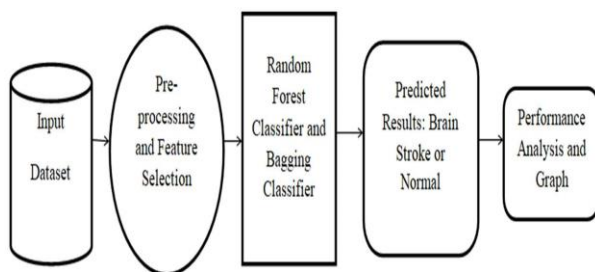 Input
Dataset
Pre-
processing
and Feature
Selection
Random
Forest
Classifier and
Bagging
Classifier
Predicted
Results: Brain
Stroke or
Normal
Performance
Analysis and
Graph